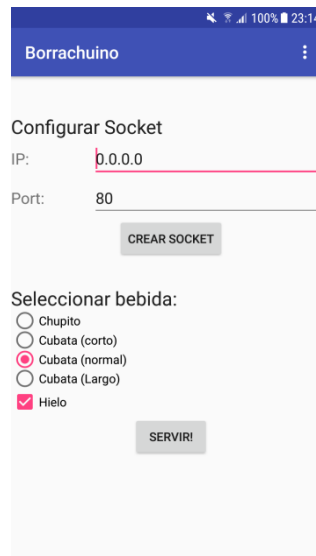 100% 23:14
Borrachuino
Configurar Socket
IP: 0.0.0.0
Port: 80
CREAR SOCKET
Seleccionar bebida:
Chupito
Cubata (corto)
Cubata (normal)
Cubata (Largo)
Hielo
SERVIR!